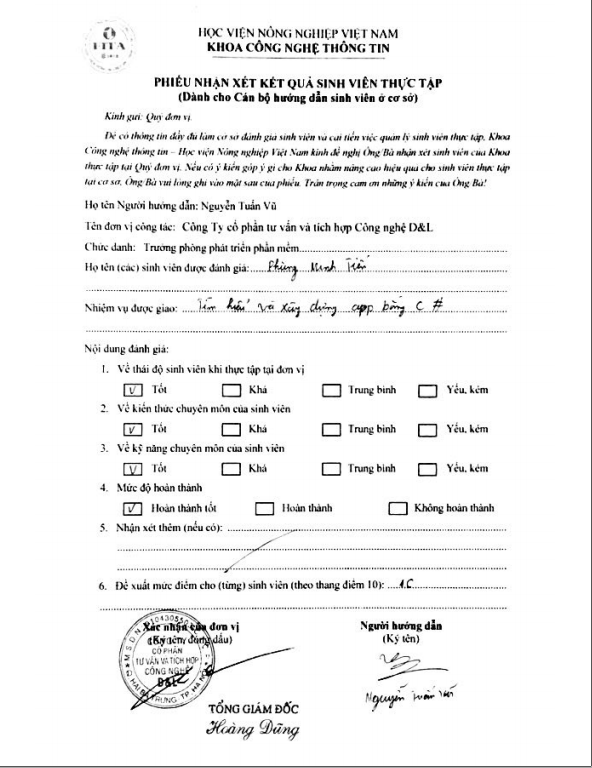 FITA
HỌC VIỆN NÔNG NGHIỆP VIỆT NAM
KHOA CÔNG NGHỆ THÔNG TIN
PHIẾU NHẬN XÉT KẾT QUẢ SINH VIÊN THỰC TẬP
(Dành cho Cán bộ hướng dẫn sinh viên ở cơ sở)
Kính gửi: Quý đơn vị.
Để có thông tin đầy đủ làm cơ sở đánh giá sinh viên và cải tiến việc quản lý sinh viên thực tập, Khoa
Công nghệ thông tin – Học viện Nông nghiệp Việt Nam kính đề nghị Ông/Bà nhận xét sinh viên của Khoa
thực tập tại Quý đơn vị. Nếu có ý kiến góp ý gì cho Khoa nhằm nâng cao hiệu quả cho sinh viên thực tập
tại cơ sở, Ông/Bà vui lòng ghi vào mặt sau của phiếu. Trân trọng cảm ơn những ý kiến của Ông/Bà!
Họ tên Người hướng dẫn: Nguyễn Tuấn Vũ
Tên đơn vị công tác: Công Ty cổ phần tư vấn và tích hợp Công nghệ D&L
Chức danh: Trưởng phòng phát triển phần mềm
Họ tên (các) sinh viên được đánh giá: Phùng Minh Tiến
Nhiệm vụ được giao: Tìm hiểu và xây dựng app bằng C#
Nội dung đánh giá:
1. Về thái độ sinh viên khi thực tập tại đơn vị
V Tốt Khá Trung bình Yếu, kém
2. Về kiến thức chuyên môn của sinh viên
V Tốt Khá Trung bình Yếu, kém
3. Về kỹ năng chuyên môn của sinh viên
V Tốt Khá Trung bình Yếu, kém
4. Mức độ hoàn thành
V Hoàn thành tốt Hoàn thành Không hoàn thành
5. Nhận xét thêm (nếu có):
6. Đề xuất mức điểm cho (từng) sinh viên (theo thang điểm 10):
Xác nhận của đơn vị Người hướng dẫn
(Ký tên, đóng dấu) (Ký tên)
CỔ PHẦN
TƯ VẤN VÀ TÍCH HỢP
CÔNG NGHỆ
D&L
Nguyễn Tuấn Vũ
TỔNG GIÁM ĐỐC
Hoàng Dũng